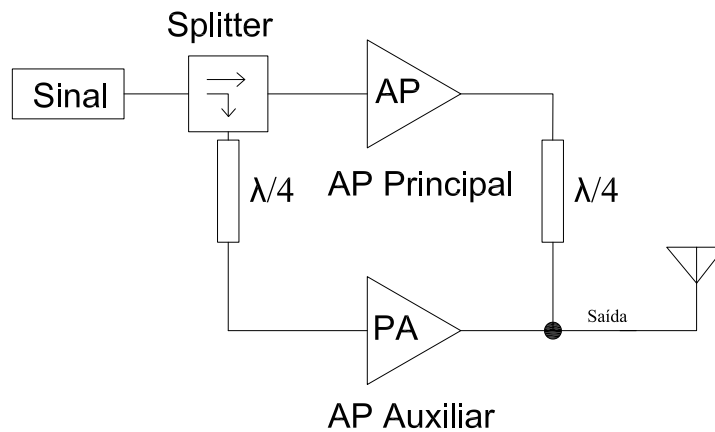 Splitter
Sinal
AP
AP Principal
λ/4
λ/4
PA
Saída
AP Auxiliar